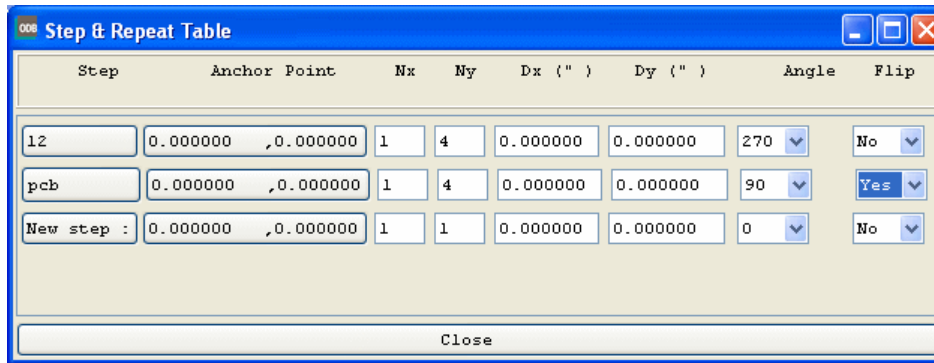 ODB Step & Repeat Table
Step Anchor Point Nx Ny Dx (" ) Dy (" ) Angle Flip
12 0.000000 ,0.000000 1 4 0.000000 0.000000 270 No
pcb 0.000000 ,0.000000 1 4 0.000000 0.000000 90 Yes
New step : 0.000000 ,0.000000 1 1 0.000000 0.000000 0 No
Close